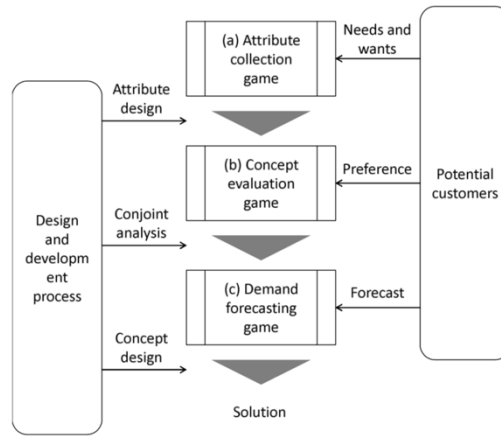 (a) Attribute
collection
game
Needs and
wants
Attribute
design
(b) Concept
evaluation
game
Preference
Potential
customers
Design
and
developm
ent
process
Conjoint
analysis
(c) Demand
forecasting
game
Forecast
Concept
design
Solution